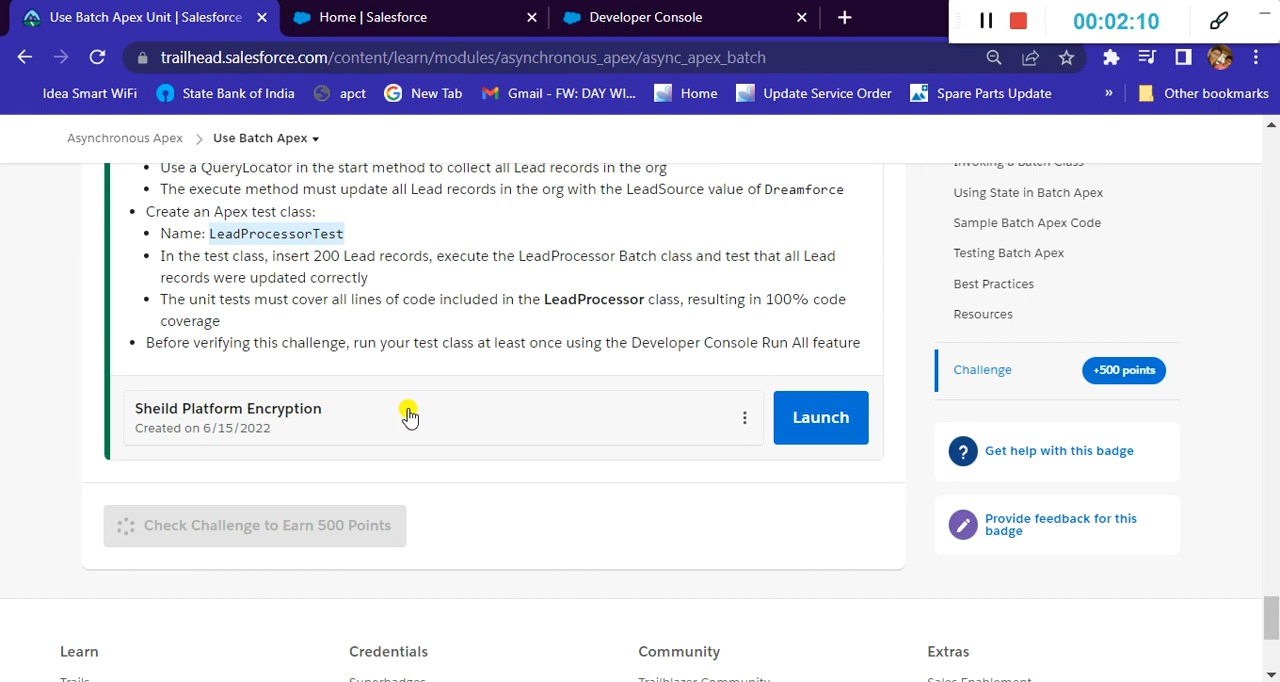 Use Batch Apex Unit | Salesforce
Home | Salesforce
Developer Console
00:02:10
trailhead.salesforce.com/content/learn/modules/asynchronous_apex/async_apex_batch
Idea Smart WiFi
State Bank of India
apct
New Tab
Gmail - FW: DAY WI...
Home
Update Service Order
Spare Parts Update
»
Other bookmarks
Asynchronous Apex > Use Batch Apex
• Use a QueryLocator in the start method to collect all Lead records in the org
• The execute method must update all Lead records in the org with the LeadSource value of Dreamforce
• Create an Apex test class:
• Name: LeadProcessorTest
• In the test class, insert 200 Lead records, execute the LeadProcessor Batch class and test that all Lead
records were updated correctly
• The unit tests must cover all lines of code included in the LeadProcessor class, resulting in 100% code
coverage
• Before verifying this challenge, run your test class at least once using the Developer Console Run All feature
Sheild Platform Encryption
Created on 6/15/2022
Launch
Check Challenge to Earn 500 Points
Invoking a Batch Class
Using State in Batch Apex
Sample Batch Apex Code
Testing Batch Apex
Best Practices
Resources
Challenge
+500 points
Get help with this badge
Provide feedback for this
badge
Learn
Credentials
Community
Extras
Trails
Superbadges
Trailblazer Community
Sales Enablement